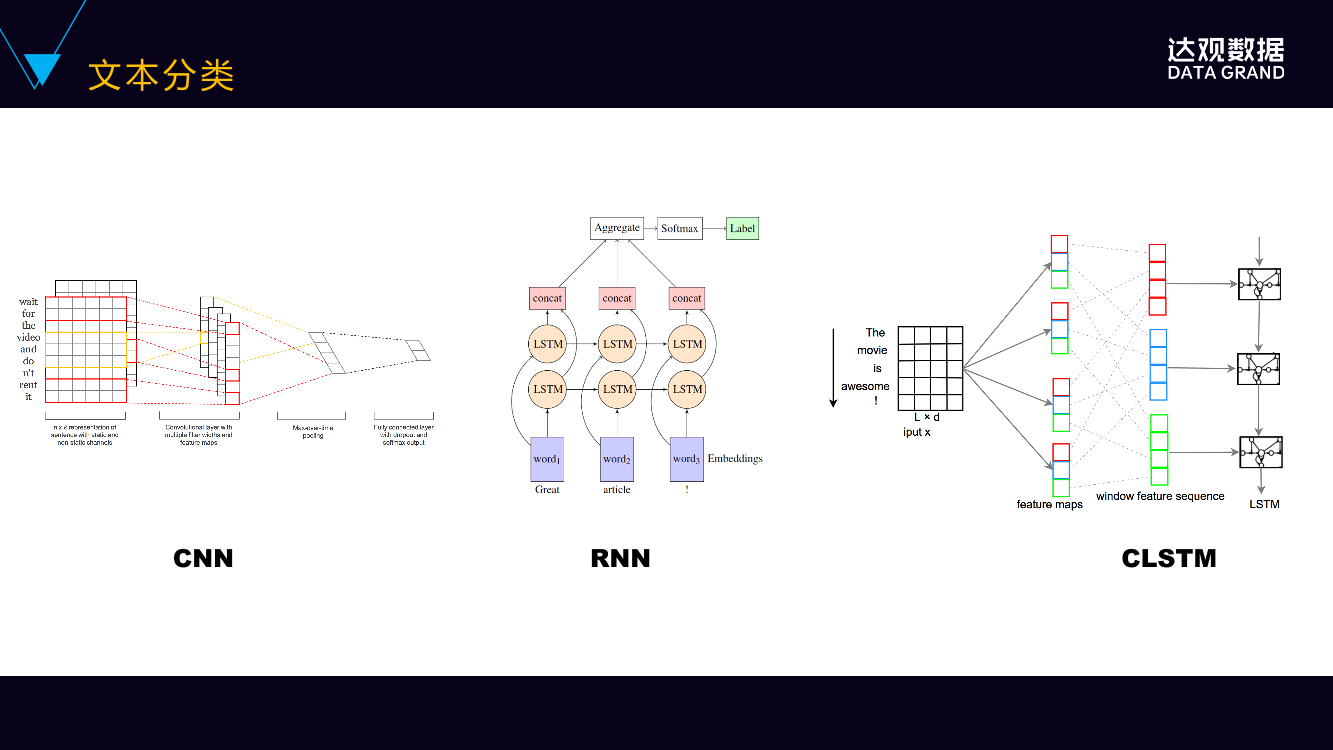 文本分类
达观数据
DATA GRAND
wait
for
the
video
and
do
n't
rent
it
n x k representation of
sentence with static and
non-static channels
Convolutional layer with
multiple filter widths and
feature maps
Max-over-time
pooling
Fully connected layer
with dropout and
softmax output
CNN
Aggregate
Softmax
Label
concat
concat
concat
LSTM
LSTM
LSTM
LSTM
LSTM
LSTM
word1
word2
word3
Embeddings
Great
article
!
RNN
The
movie
is
awesome
!
L × d
iput x
feature maps
window feature sequence
LSTM
CLSTM